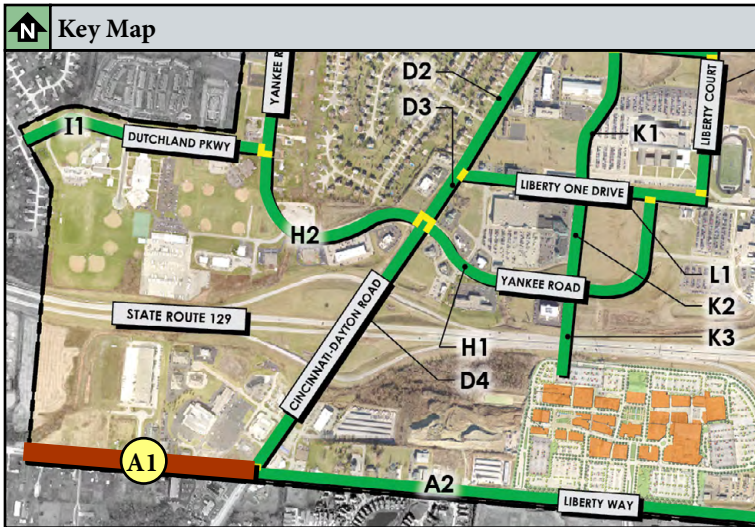 N
Key Map
D2
D3
YANKEE R
LIBERTY COURT
I1
DUTCHLAND PKWY
K1
LIBERTY ONE DRIVE
H2
L1
YANKEE ROAD
K2
STATE ROUTE 129
CINCINNATI-DAYTON ROAD
H1
K3
D4
A1
A2
LIBERTY WAY